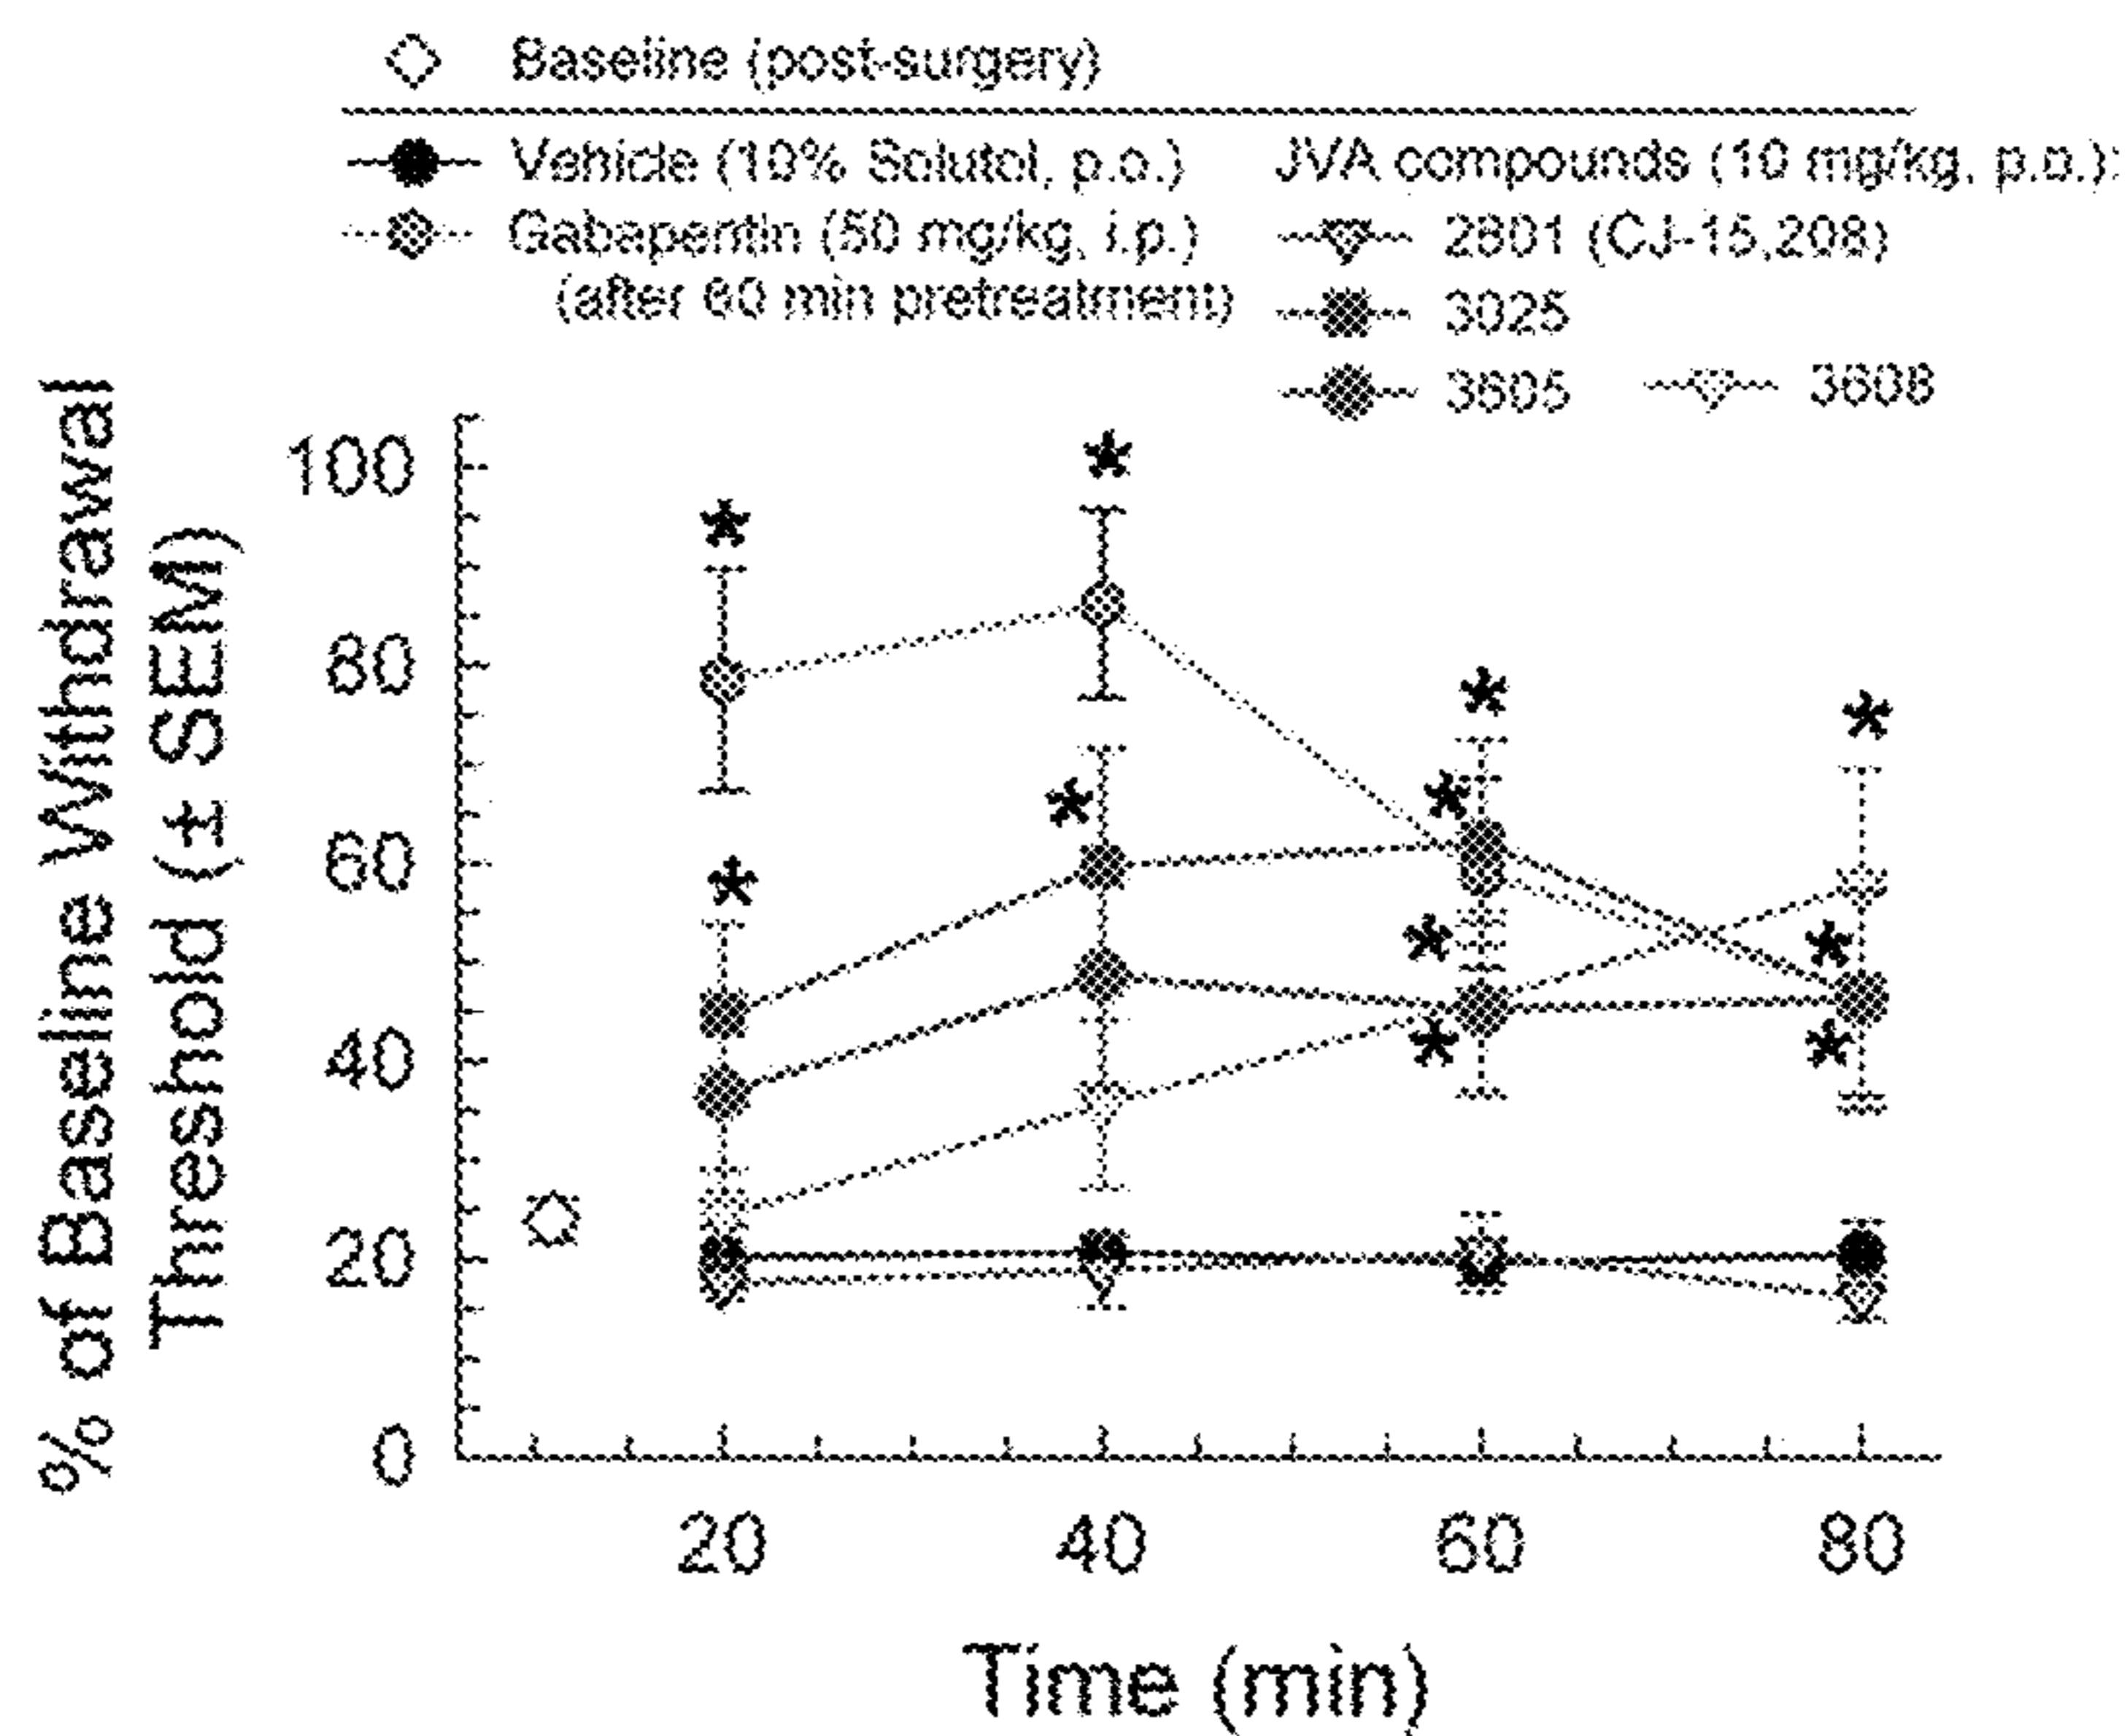 Baseline (post-surgery)
Vehicle (10% Solutol, p.o.)
Gabapentin (50 mg/kg, i.p.)
(after 60 min pretreatment)
JVA compounds (10 mg/kg, p.o.):
2801 (CJ-15,208)
3025
3605 3608
% of Baseline Withdrawal
Threshold (± SEM)
100
80
60
40
20
0
* * * * * * * * * * *
20 40 60 80
Time (min)